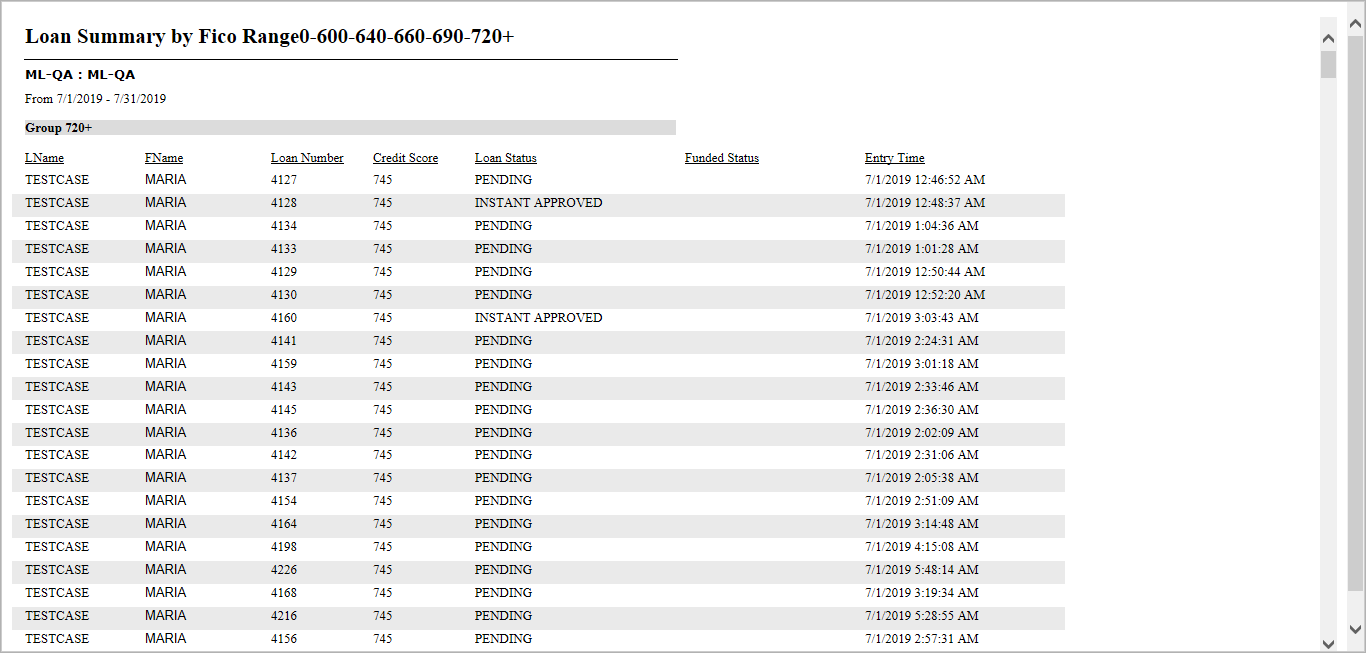 Loan Summary by Fico Range0-600-640-660-690-720+
ML-QA : ML-QA
From 7/1/2019 - 7/31/2019
Group 720+
LName FName Loan Number Credit Score Loan Status Funded Status Entry Time
TESTCASE MARIA 4127 745 PENDING 7/1/2019 12:46:52 AM
TESTCASE MARIA 4128 745 INSTANT APPROVED 7/1/2019 12:48:37 AM
TESTCASE MARIA 4134 745 PENDING 7/1/2019 1:04:36 AM
TESTCASE MARIA 4133 745 PENDING 7/1/2019 1:01:28 AM
TESTCASE MARIA 4129 745 PENDING 7/1/2019 12:50:44 AM
TESTCASE MARIA 4130 745 PENDING 7/1/2019 12:52:20 AM
TESTCASE MARIA 4160 745 INSTANT APPROVED 7/1/2019 3:03:43 AM
TESTCASE MARIA 4141 745 PENDING 7/1/2019 2:24:31 AM
TESTCASE MARIA 4159 745 PENDING 7/1/2019 3:01:18 AM
TESTCASE MARIA 4143 745 PENDING 7/1/2019 2:33:46 AM
TESTCASE MARIA 4145 745 PENDING 7/1/2019 2:36:30 AM
TESTCASE MARIA 4136 745 PENDING 7/1/2019 2:02:09 AM
TESTCASE MARIA 4142 745 PENDING 7/1/2019 2:31:06 AM
TESTCASE MARIA 4137 745 PENDING 7/1/2019 2:05:38 AM
TESTCASE MARIA 4154 745 PENDING 7/1/2019 2:51:09 AM
TESTCASE MARIA 4164 745 PENDING 7/1/2019 3:14:48 AM
TESTCASE MARIA 4198 745 PENDING 7/1/2019 4:15:08 AM
TESTCASE MARIA 4226 745 PENDING 7/1/2019 5:48:14 AM
TESTCASE MARIA 4168 745 PENDING 7/1/2019 3:19:34 AM
TESTCASE MARIA 4216 745 PENDING 7/1/2019 5:28:55 AM
TESTCASE MARIA 4156 745 PENDING 7/1/2019 2:57:31 AM